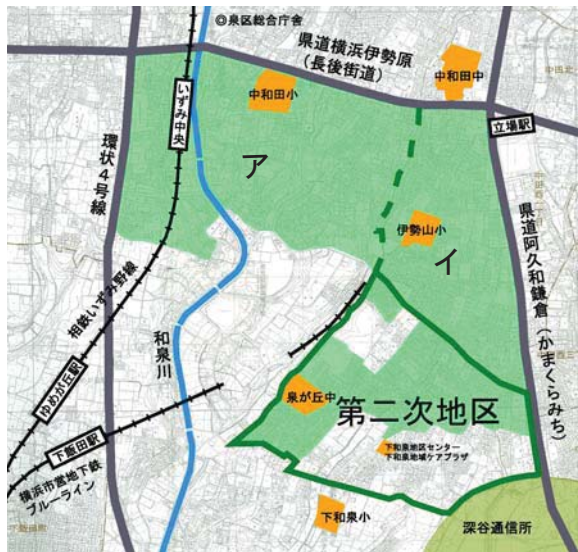 ◎泉区総合庁舎
県道横浜伊勢原
（長後街道）
中和田中
中和田小
いずみ中央
立場駅
環状4号線
ア
伊勢山小
イ
県道阿久和鎌倉（かまくらみち）
相鉄いずみ野線
和泉川
ゆめが丘駅
泉が丘中
第二次地区
下飯田駅
下和泉地区センター
下和泉地域ケアプラザ
横浜市営地下鉄
ブルーライン
下和泉小
深谷通信所